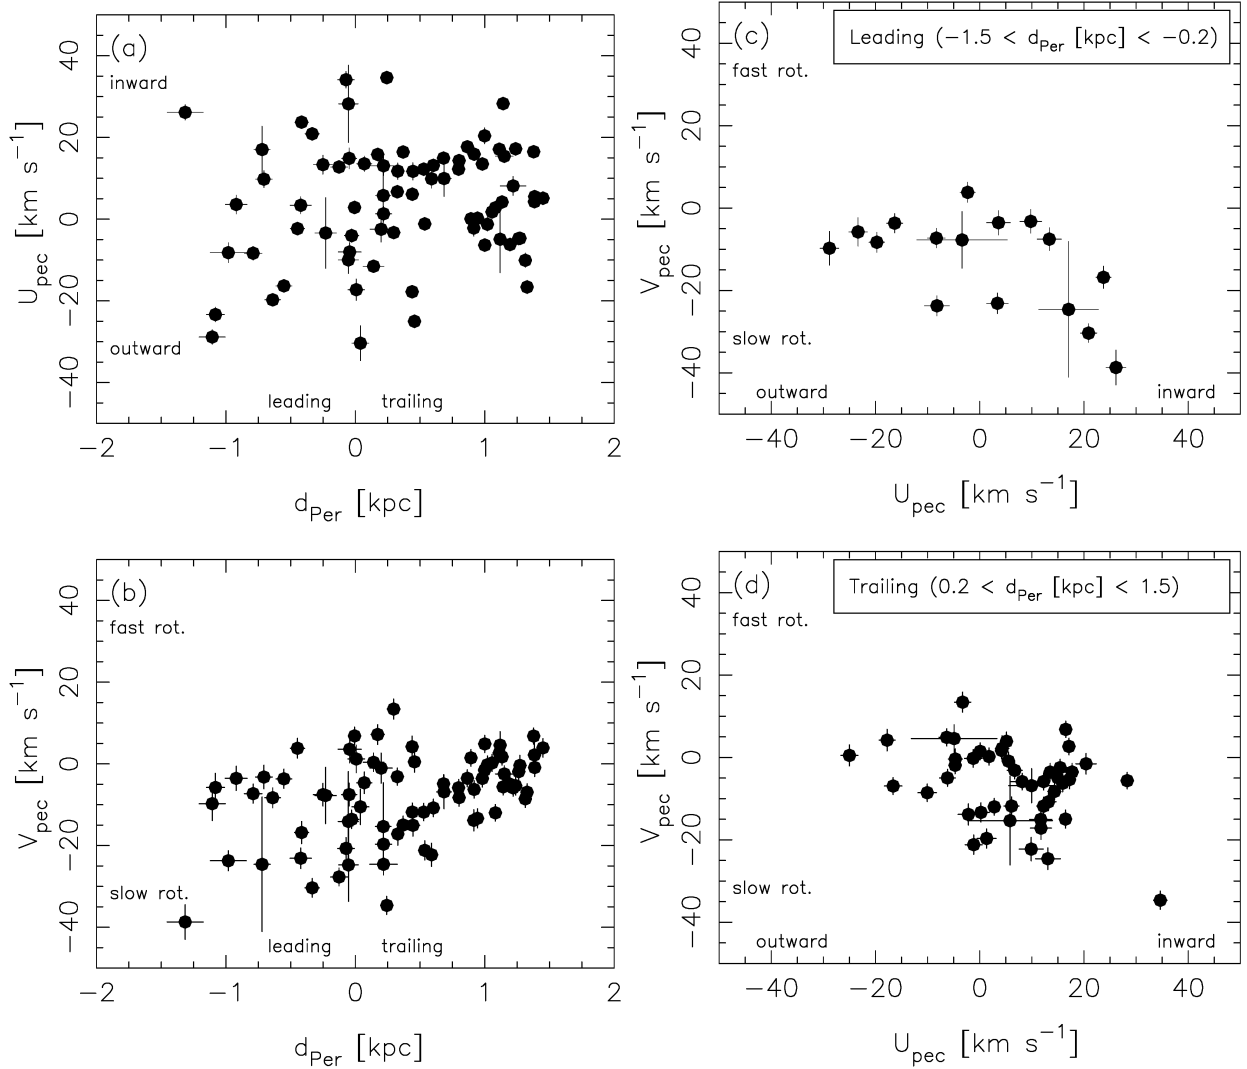 (a)
inward
outward
leading trailing
40
20
0
−20
−40
U_pec [km s^−1]
−2 −1 0 1 2
d_Per [kpc]
(c)
Leading (−1.5 < d_Per [kpc] < −0.2)
fast rot.
slow rot.
outward inward
40
20
0
−20
−40
V_pec [km s^−1]
−40 −20 0 20 40
U_pec [km s^−1]
(b)
fast rot.
slow rot.
leading trailing
40
20
0
−20
−40
V_pec [km s^−1]
−2 −1 0 1 2
d_Per [kpc]
(d)
Trailing (0.2 < d_Per [kpc] < 1.5)
fast rot.
slow rot.
outward inward
40
20
0
−20
−40
V_pec [km s^−1]
−40 −20 0 20 40
U_pec [km s^−1]